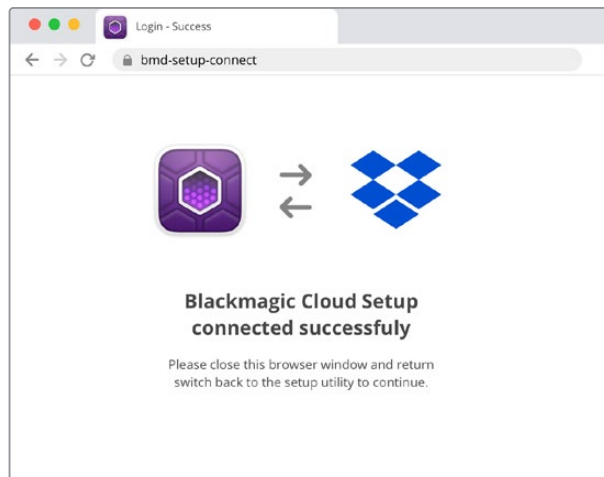 Login - Success
bmd-setup-connect
Blackmagic Cloud Setup
connected successfuly
Please close this browser window and return
switch back to the setup utility to continue.